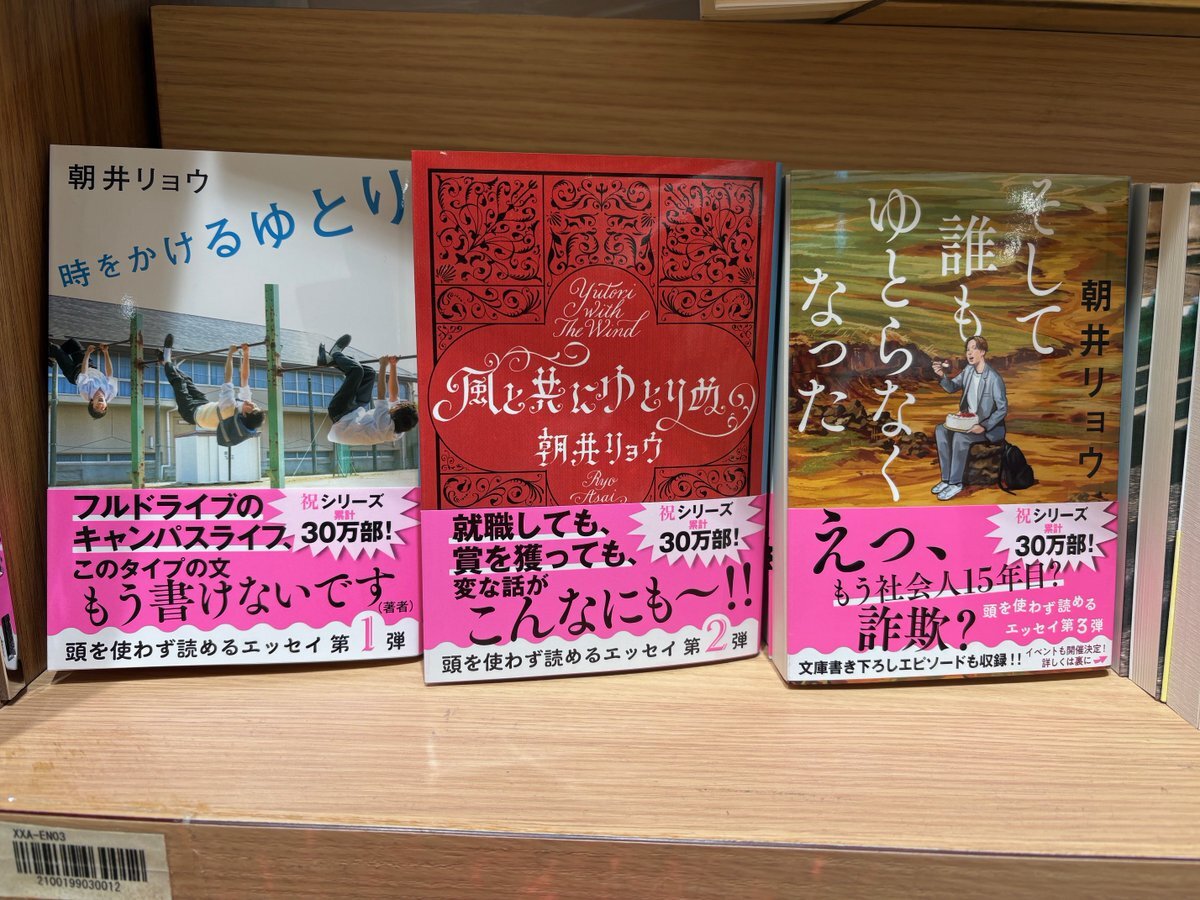 朝井リョウ
時をかけるゆとり
フルドライブの
キャンパスライフ、
祝シリーズ
累計
30万部!
このタイプの文
もう書けないです
(著者)
頭を使わず読めるエッセイ 第1弾
Yutori
with
The Wind
風と共にゆとりぬ
朝井リョウ
Ryo
Asai
就職しても、
賞を獲っても、
変な話が
こんなにも〜!!
祝シリーズ
累計
30万部!
頭を使わず読めるエッセイ 第2弾
そして
誰も
ゆとらなく
なった
朝井リョウ
えっ、
もう社会人15年目?
詐欺?
祝シリーズ
累計
30万部!
頭を使わず読める
エッセイ第3弾
文庫書き下ろしエピソードも収録!!
イベントも開催決定!
詳しくは裏に
XXA-EN03
2100199030012